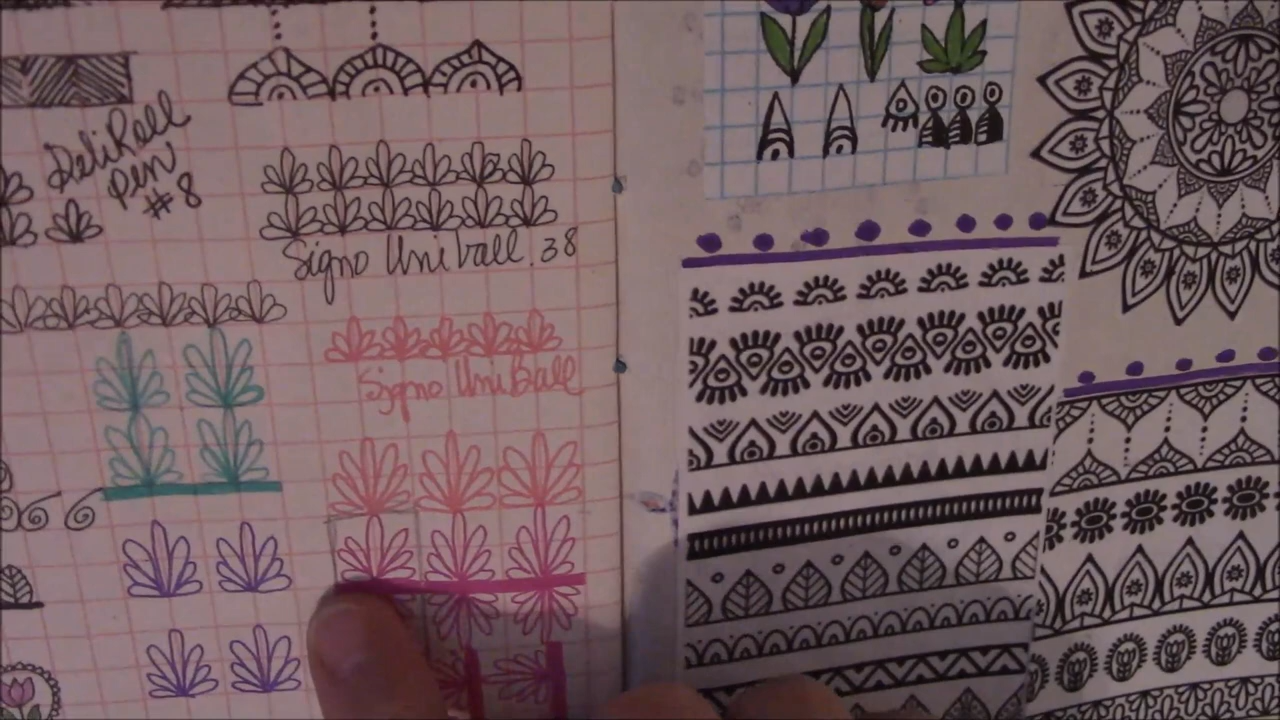 DeliRoll
Pen
#8
Signo Uniball .38
Signo UniBall